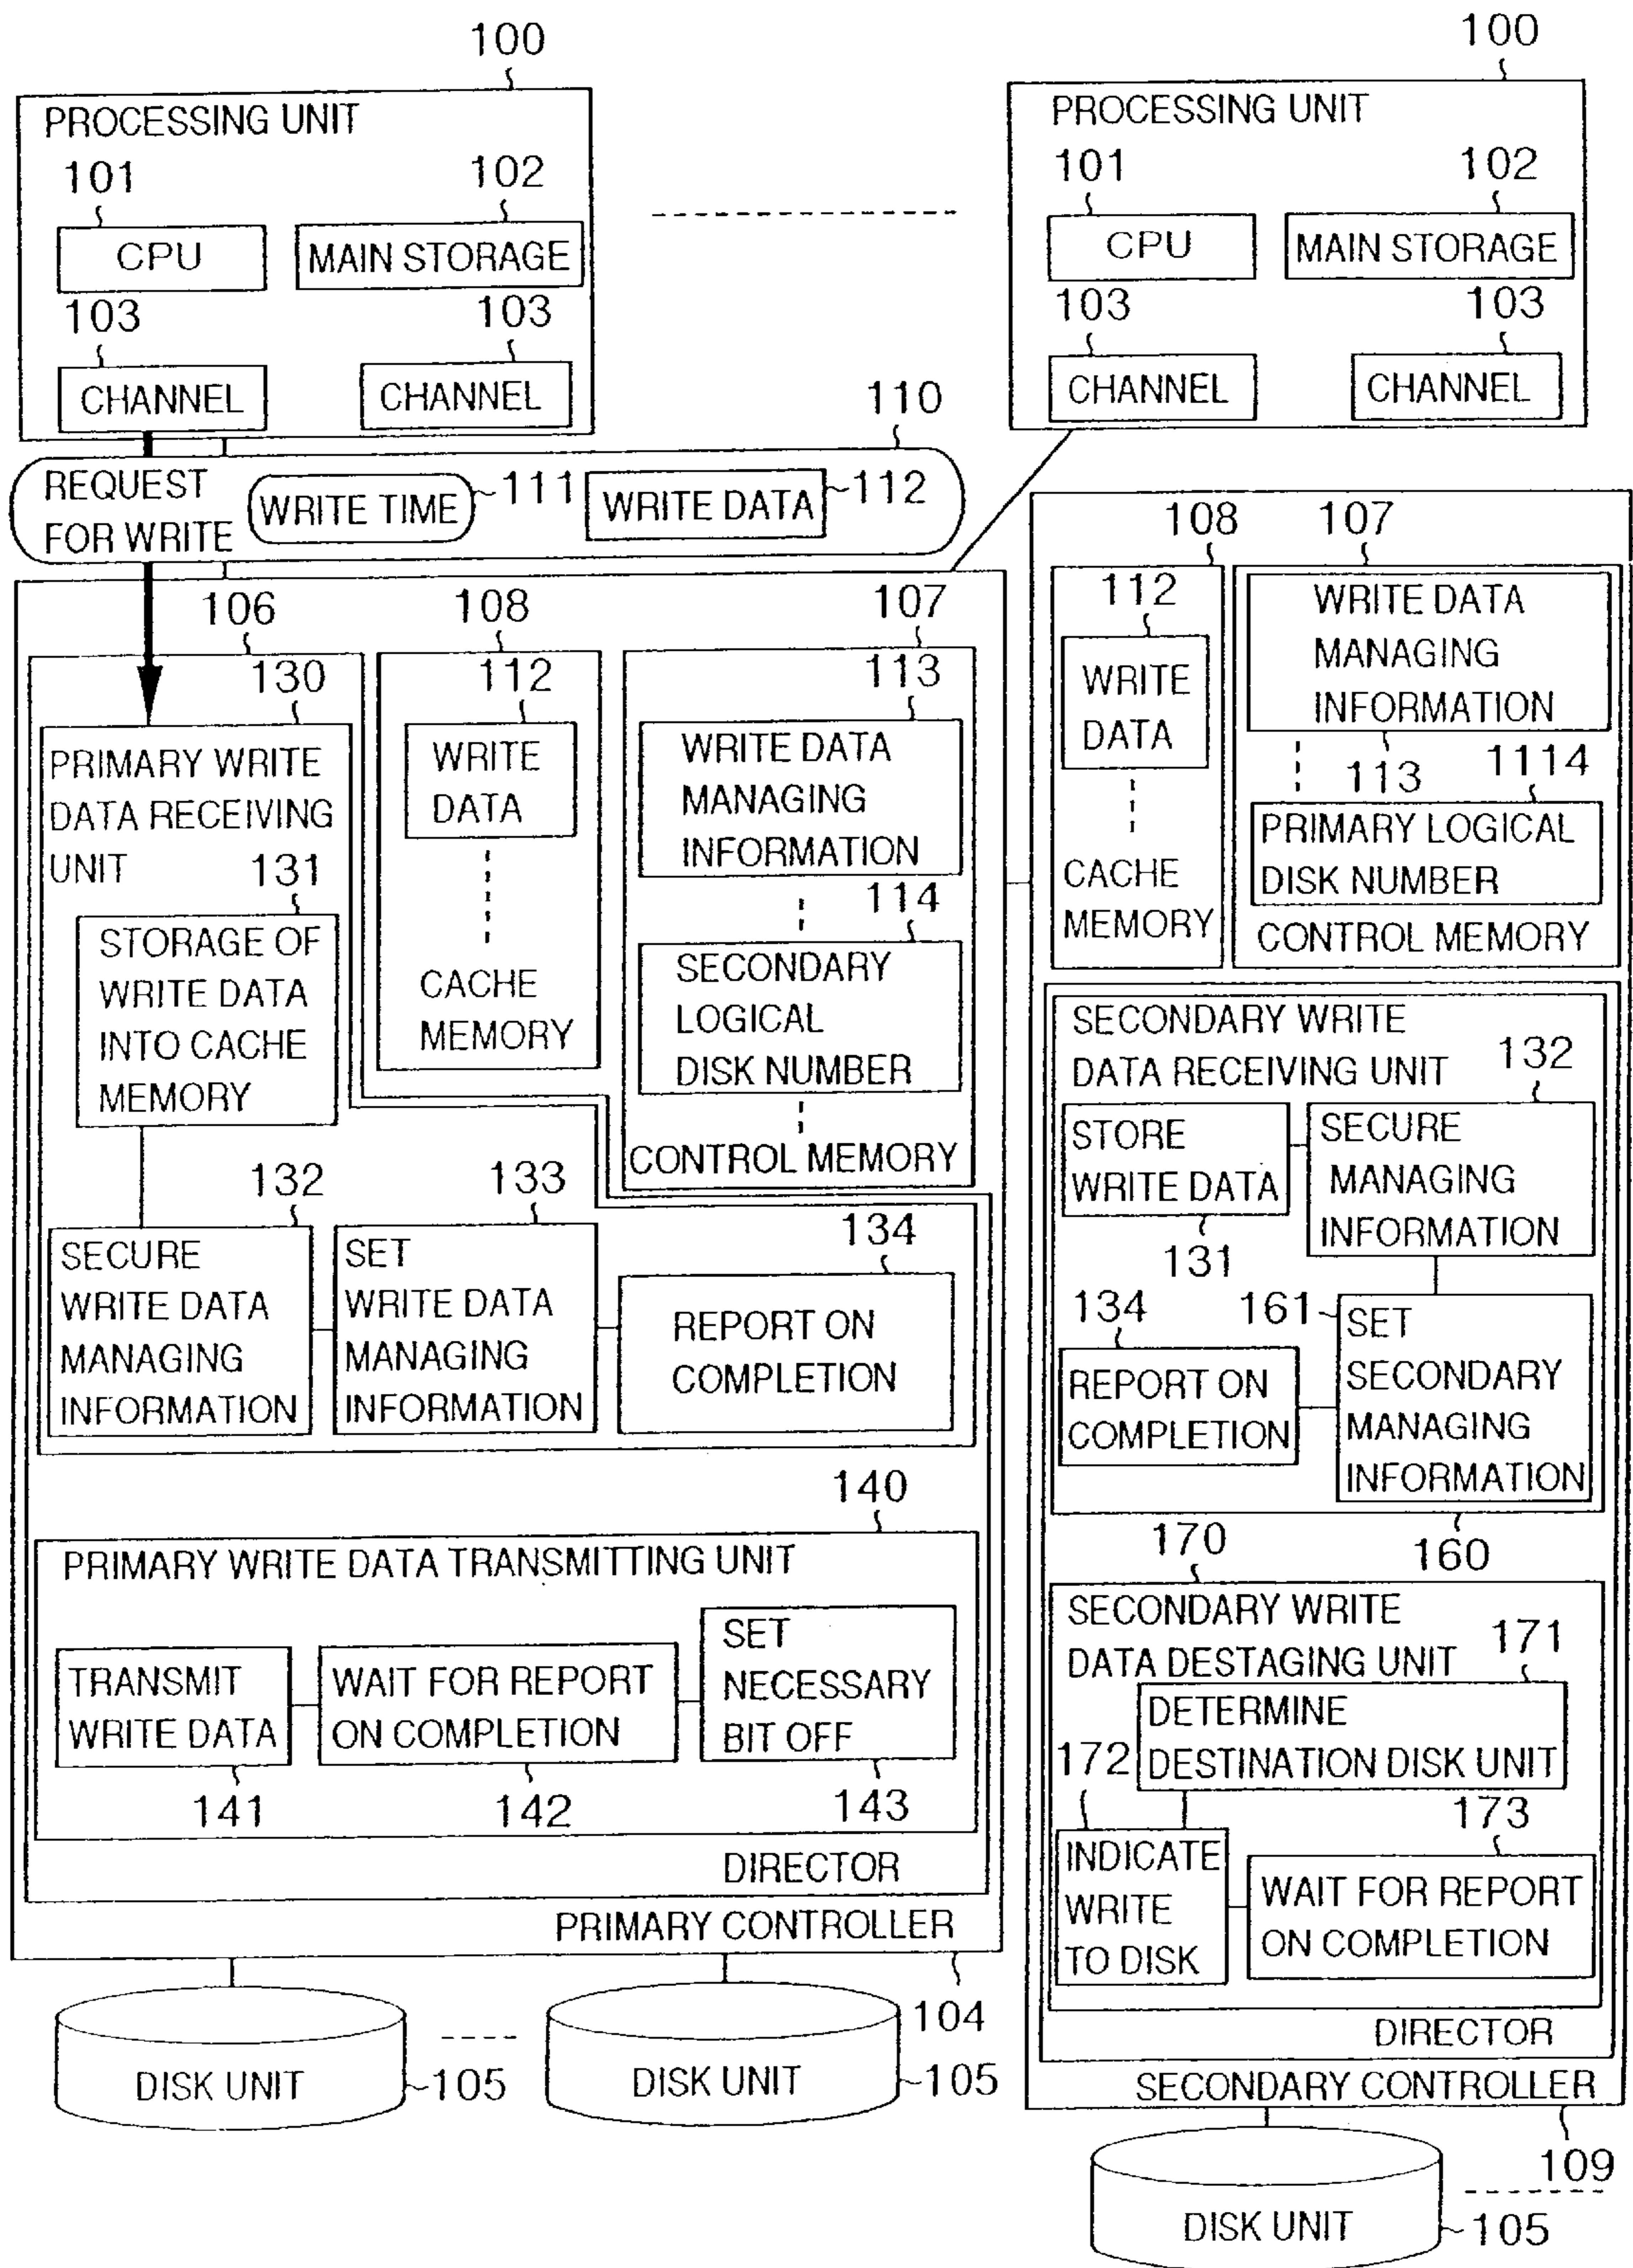 100
PROCESSING UNIT
101
102
CPU
MAIN STORAGE
103
103
CHANNEL
CHANNEL
100
PROCESSING UNIT
101
102
CPU
MAIN STORAGE
103
103
CHANNEL
CHANNEL
110
REQUEST
FOR WRITE
WRITE TIME
111
WRITE DATA
112
106
130
PRIMARY WRITE
DATA RECEIVING
UNIT
131
STORAGE OF
WRITE DATA
INTO CACHE
MEMORY
108
112
WRITE
DATA
CACHE
MEMORY
107
113
WRITE DATA
MANAGING
INFORMATION
114
SECONDARY
LOGICAL
DISK NUMBER
CONTROL MEMORY
132
SECURE
WRITE DATA
MANAGING
INFORMATION
133
SET
WRITE DATA
MANAGING
INFORMATION
134
REPORT ON
COMPLETION
140
PRIMARY WRITE DATA TRANSMITTING UNIT
TRANSMIT
WRITE DATA
141
WAIT FOR REPORT
ON COMPLETION
142
SET
NECESSARY
BIT OFF
143
DIRECTOR
PRIMARY CONTROLLER
104
DISK UNIT
105
DISK UNIT
105
108
112
WRITE
DATA
CACHE
MEMORY
107
WRITE DATA
MANAGING
INFORMATION
113
1114
PRIMARY LOGICAL
DISK NUMBER
CONTROL MEMORY
SECONDARY WRITE
DATA RECEIVING UNIT
132
STORE
WRITE DATA
131
SECURE
MANAGING
INFORMATION
134
REPORT ON
COMPLETION
161
SET
SECONDARY
MANAGING
INFORMATION
160
170
SECONDARY WRITE
DATA DESTAGING UNIT
171
DETERMINE
DESTINATION DISK UNIT
172
INDICATE
WRITE
TO DISK
173
WAIT FOR REPORT
ON COMPLETION
DIRECTOR
SECONDARY CONTROLLER
109
DISK UNIT
105